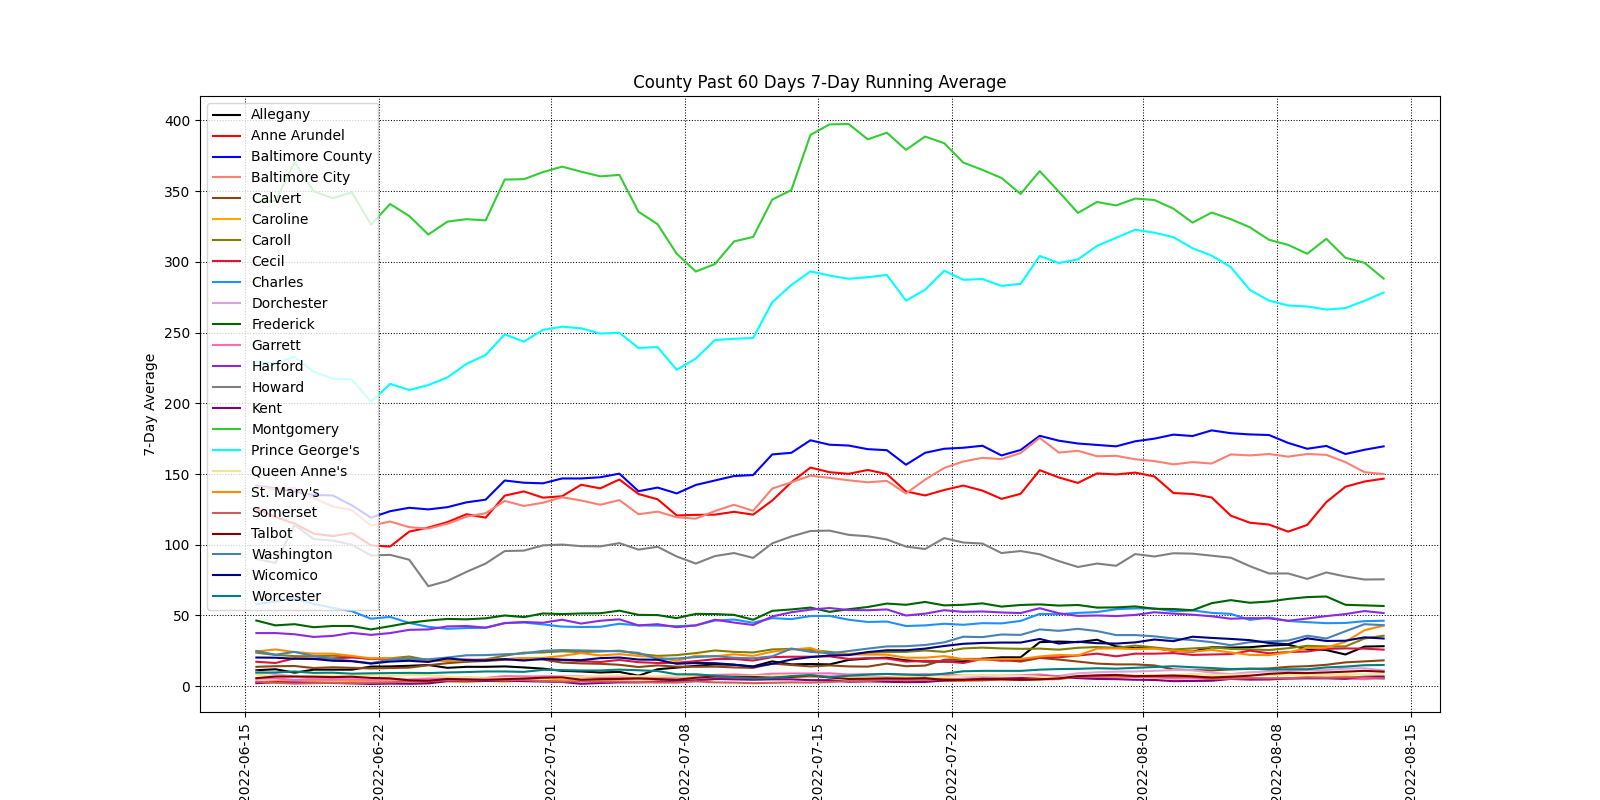 County Past 60 Days 7-Day Running Average
7-Day Average
400
350
300
250
200
150
100
50
0
Allegany
Anne Arundel
Baltimore County
Baltimore City
Calvert
Caroline
Caroll
Cecil
Charles
Dorchester
Frederick
Garrett
Harford
Howard
Kent
Montgomery
Prince George's
Queen Anne's
St. Mary's
Somerset
Talbot
Washington
Wicomico
Worcester
2022-06-15
2022-06-22
2022-07-01
2022-07-08
2022-07-15
2022-07-22
2022-08-01
2022-08-08
2022-08-15